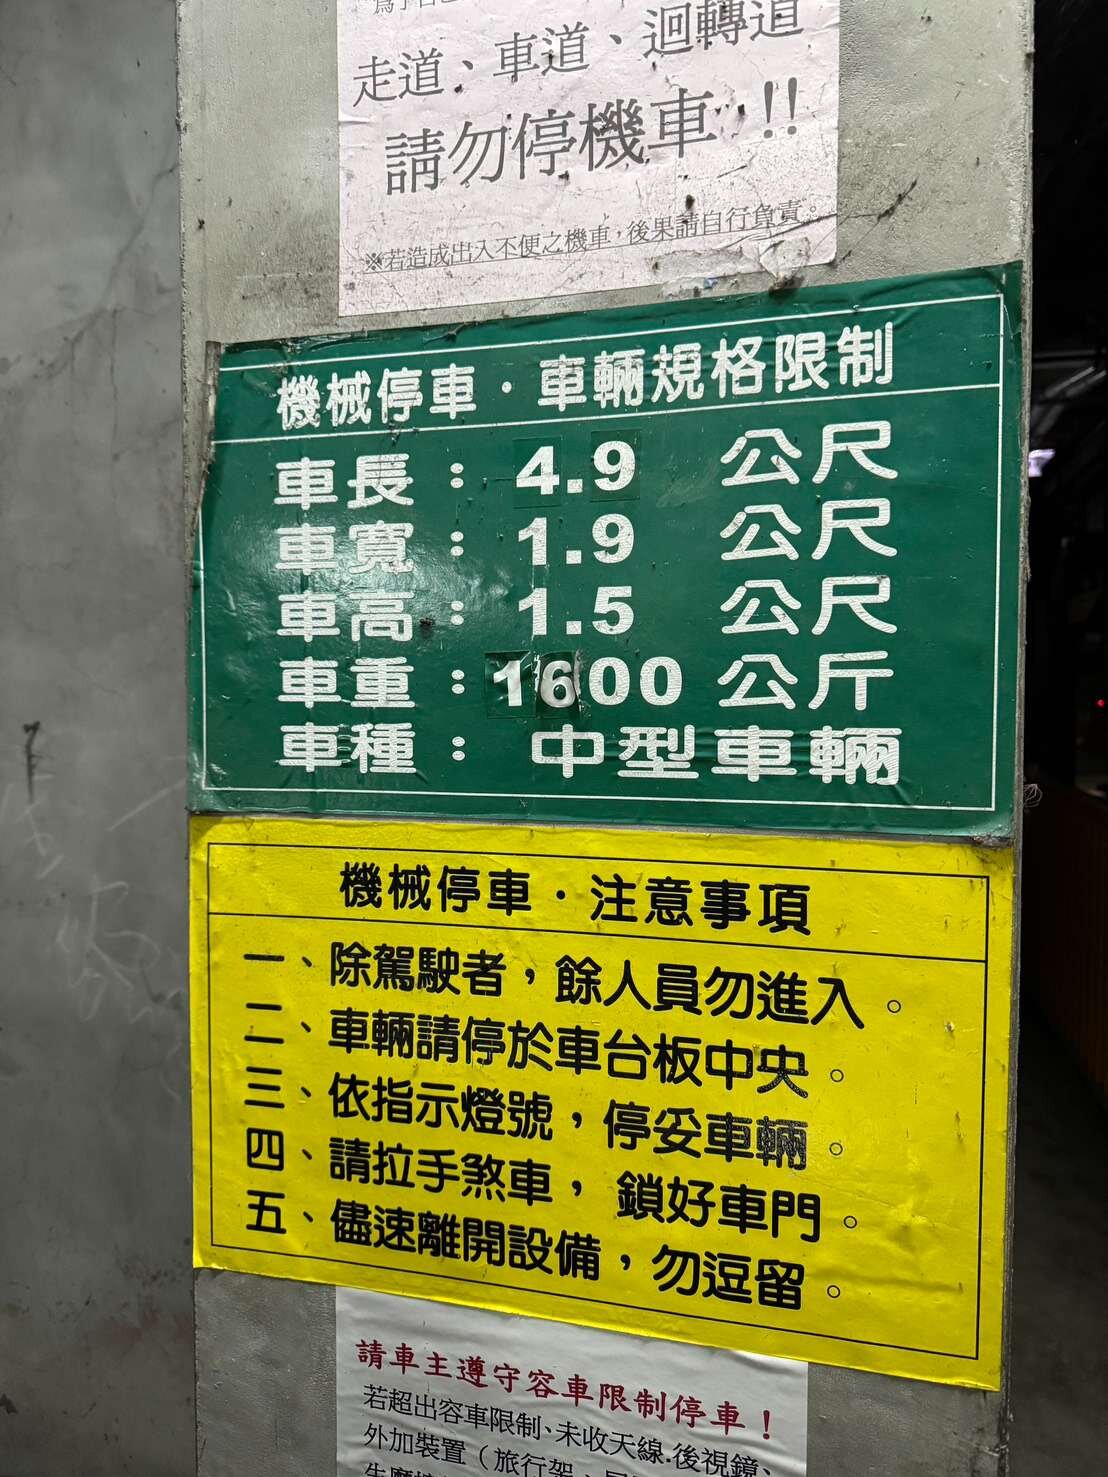 走道、車道、迴轉道
請勿停機車 !!
※若造成出入不便之機車,後果請自行負責。
機械停車·車輛規格限制
車長：4.9 公尺
車寬：1.9 公尺
車高：1.5 公尺
車重：1600 公斤
車種：中型車輛
機械停車·注意事項
一、除駕駛者，餘人員勿進入。
二、車輛請停於車台板中央。
三、依指示燈號，停妥車輛。
四、請拉手煞車，鎖好車門。
五、儘速離開設備，勿逗留。
請車主遵守容車限制停車！
若超出容車限制、未收天線.後視鏡、
外加裝置（旅行架、